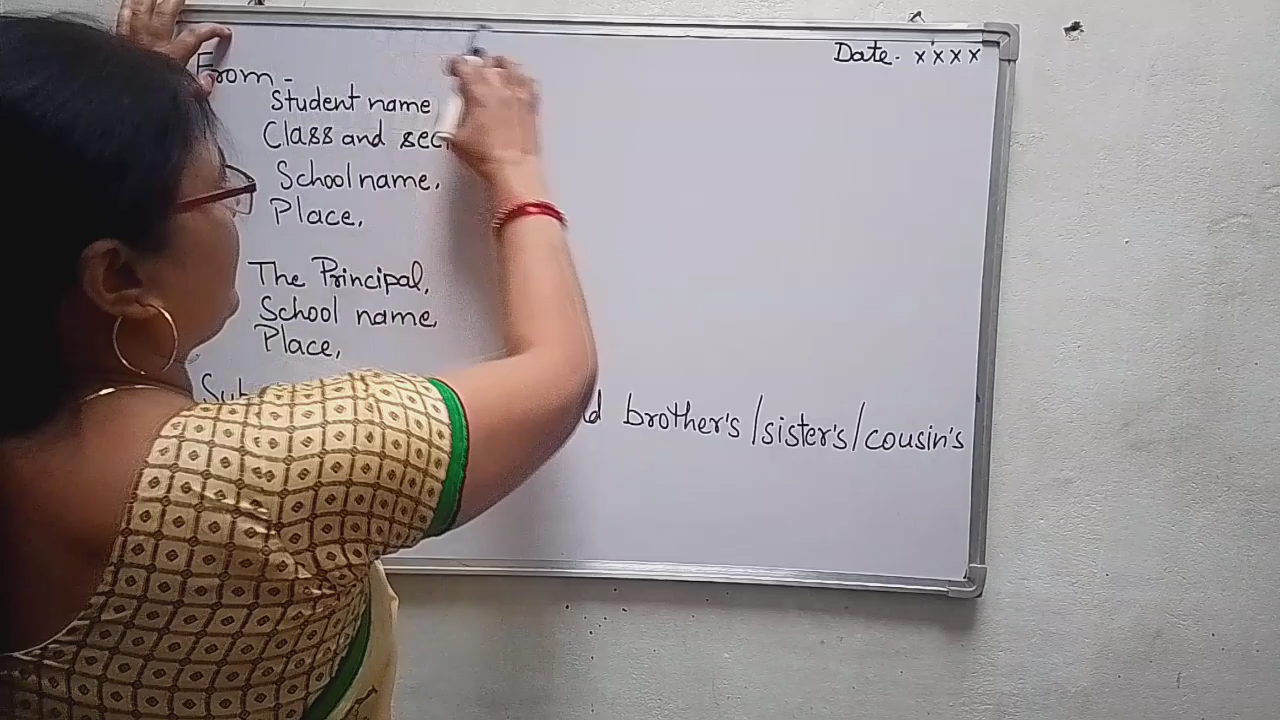 Date- xxxx
From -
Student name
Class and sec.
School name,
Place,
The Principal,
School name,
Place,
brother's/sister's/cousin's